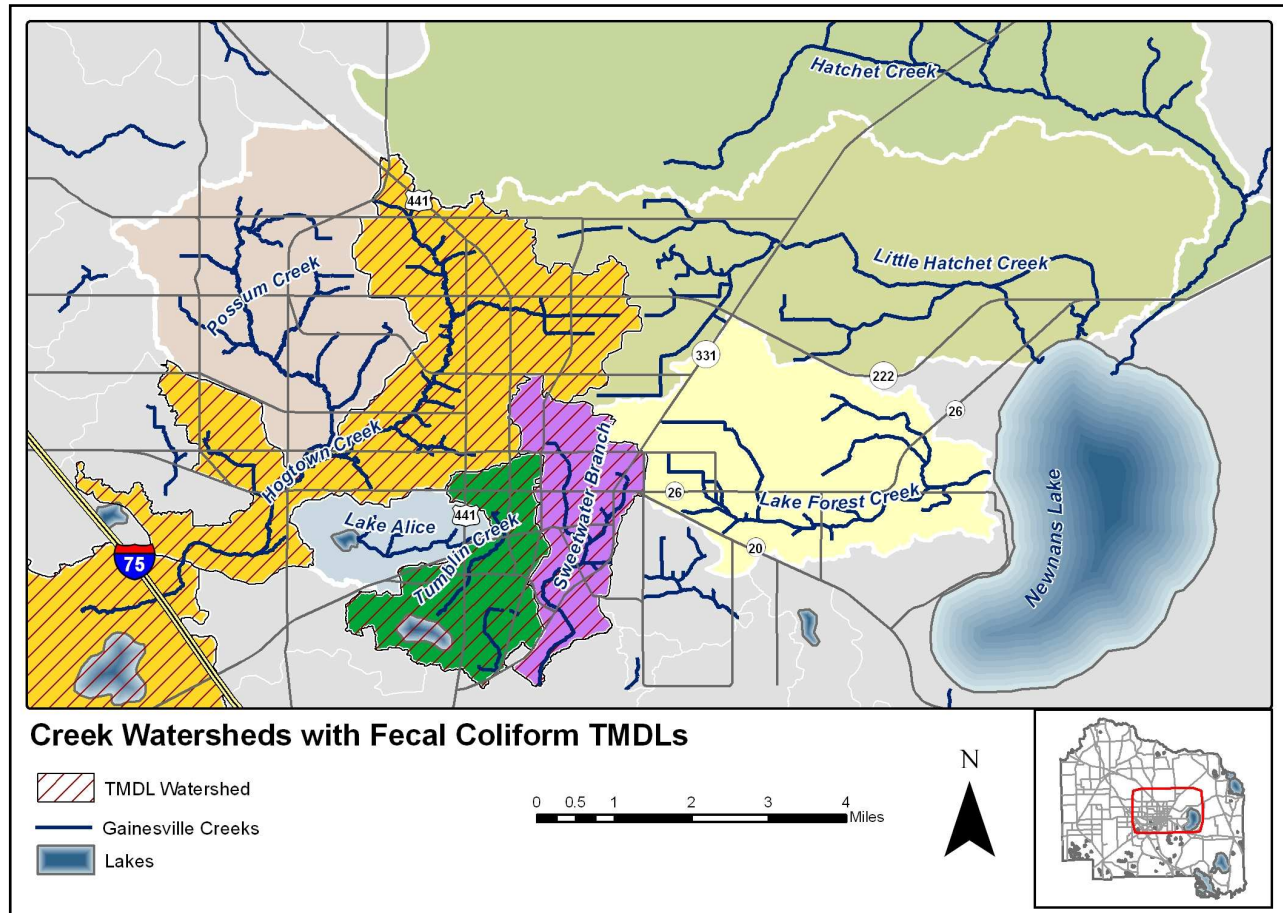 Hatchet Creek
441
Little Hatchet Creek
Possum Creek
331
222
26
Hogtown Creek
Sweetwater Branch
26
Lake Forest Creek
Lake Alice
441
Tumblin Creek
20
Newnans Lake
75
Creek Watersheds with Fecal Coliform TMDLs
TMDL Watershed
Gainesville Creeks
Lakes
0 0.5 1 2 3 4
Miles
N